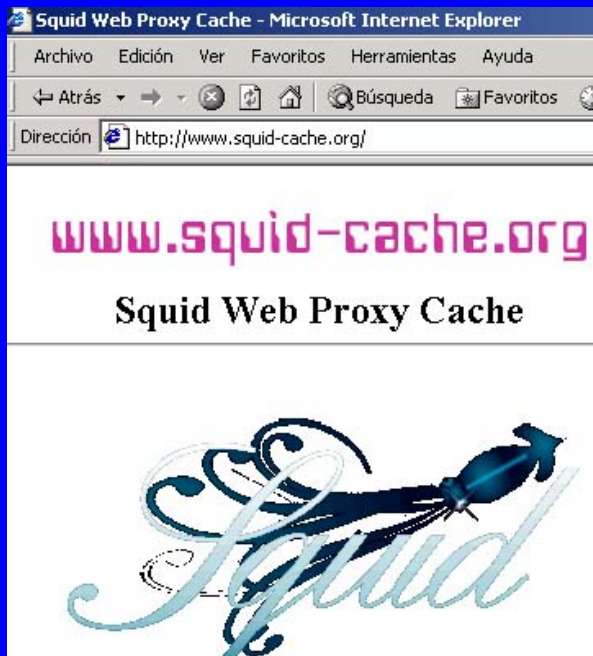 Squid Web Proxy Cache - Microsoft Internet Explorer
Archivo Edición Ver Favoritos Herramientas Ayuda
Atrás Búsqueda Favoritos
Dirección http://www.squid-cache.org/
www.squid-cache.org
Squid Web Proxy Cache
Squid